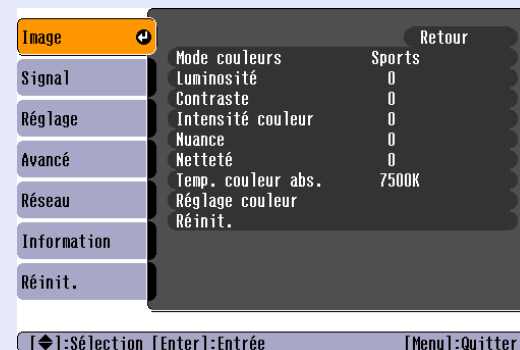 Image
Signal
Réglage
Avancé
Réseau
Information
Réinit.
Retour
Mode couleurs Sports
Luminosité 0
Contraste 0
Intensité couleur 0
Nuance 0
Netteté 0
Temp. couleur abs. 7500K
Réglage couleur
Réinit.
[◆]:Sélection [Enter]:Entrée [Menu]:Quitter